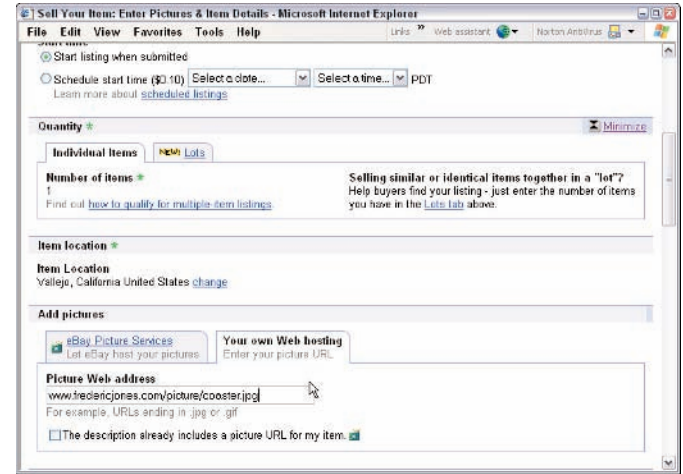 Sell Your Item: Enter Pictures & Item Details - Microsoft Internet Explorer
File Edit View Favorites Tools Help Links » Web assistant Norton AntiVirus
Start time
Start listing when submitted
Schedule start time ($0.10) Select a date... Select a time... PDT
Learn more about scheduled listings.
Quantity * Minimize
Individual Items NEW! Lots
Number of items * Selling similar or identical items together in a "lot"?
1 Help buyers find your listing - just enter the number of items
Find out how to qualify for multiple-item listings. you have in the Lots tab above.
Item location *
Item Location
Vallejo, California United States change
Add pictures
eBay Picture Services Your own Web hosting
Let eBay host your pictures Enter your picture URL
Picture Web address
www.fredericjones.com/picture/coaster.jpg
For example, URLs ending in .jpg or .gif
The description already includes a picture URL for my item.